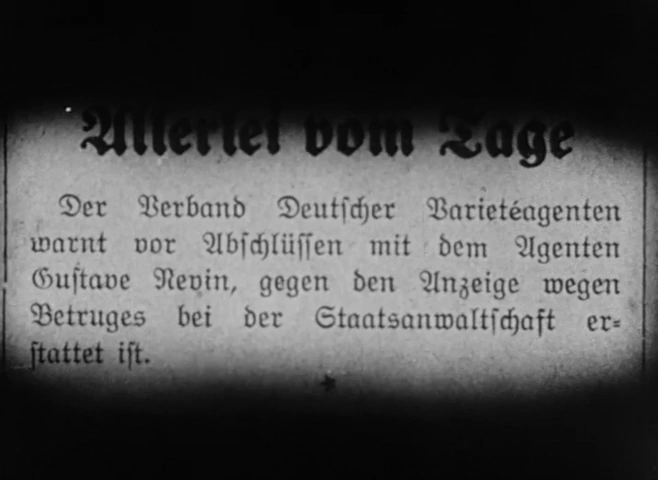 Allerlei vom Tage
Der Verband Deutscher Varietéagenten
warnt vor Abschlüssen mit dem Agenten
Gustave Nevin, gegen den Anzeige wegen
Betruges bei der Staatsanwaltschaft er=
stattet ist.